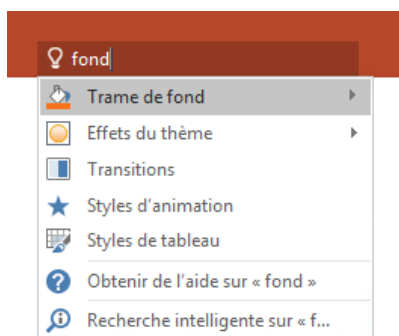 fond
Trame de fond
Effets du thème
Transitions
Styles d'animation
Styles de tableau
Obtenir de l'aide sur « fond »
Recherche intelligente sur « f...